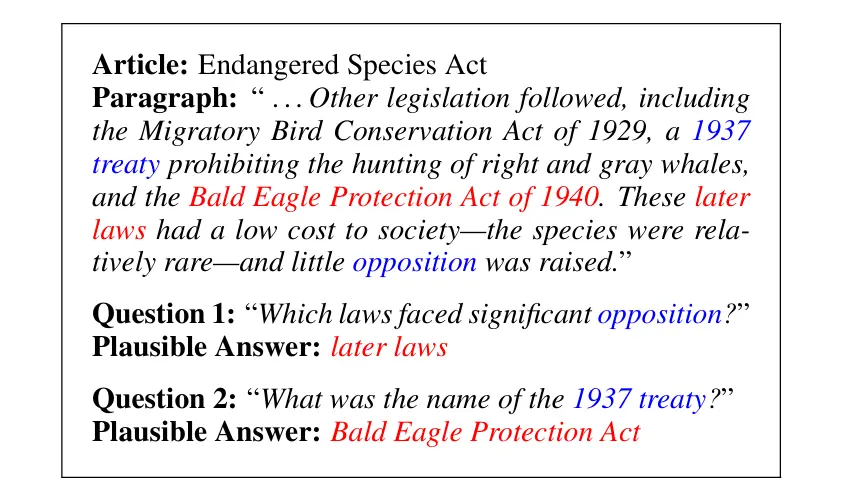 Article: Endangered Species Act
Paragraph: “ … Other legislation followed, including
the Migratory Bird Conservation Act of 1929, a 1937
treaty prohibiting the hunting of right and gray whales,
and the Bald Eagle Protection Act of 1940. These later
laws had a low cost to society—the species were rela-
tively rare—and little opposition was raised.”
Question 1: “Which laws faced significant opposition?”
Plausible Answer: later laws
Question 2: “What was the name of the 1937 treaty?”
Plausible Answer: Bald Eagle Protection Act